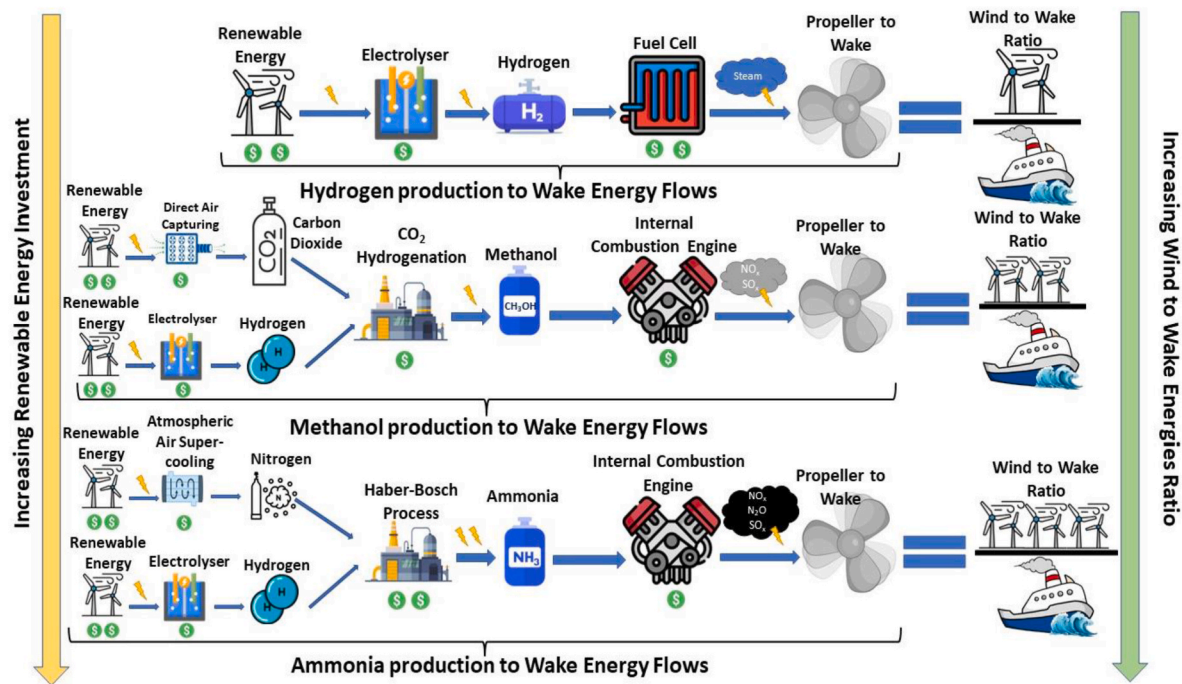 Increasing Renewable Energy Investment
Renewable
Energy
Electrolyser
Hydrogen
H2
Fuel Cell
Steam
Propeller to
Wake
Wind to Wake
Ratio
$ $
$
$ $
Hydrogen production to Wake Energy Flows
Renewable
Energy
Direct Air
Capturing
CO2
Carbon
Dioxide
$ $
$
Renewable
Energy
Electrolyser
Hydrogen
H
H
$ $
$
CO2
Hydrogenation
$
Methanol
CH3OH
Internal
Combustion Engine
$
NOx
SOx
Propeller to
Wake
Wind to Wake
Ratio
Methanol production to Wake Energy Flows
Renewable
Energy
Atmospheric
Air Super-
cooling
Nitrogen
N
$ $
$
Renewable
Energy
Electrolyser
Hydrogen
H
H
$ $
$
Haber-Bosch
Process
$ $
Ammonia
NH3
Internal Combustion
Engine
$
NOx
N2O
SOx
Propeller to
Wake
Wind to Wake
Ratio
Ammonia production to Wake Energy Flows
Increasing Wind to Wake Energies Ratio